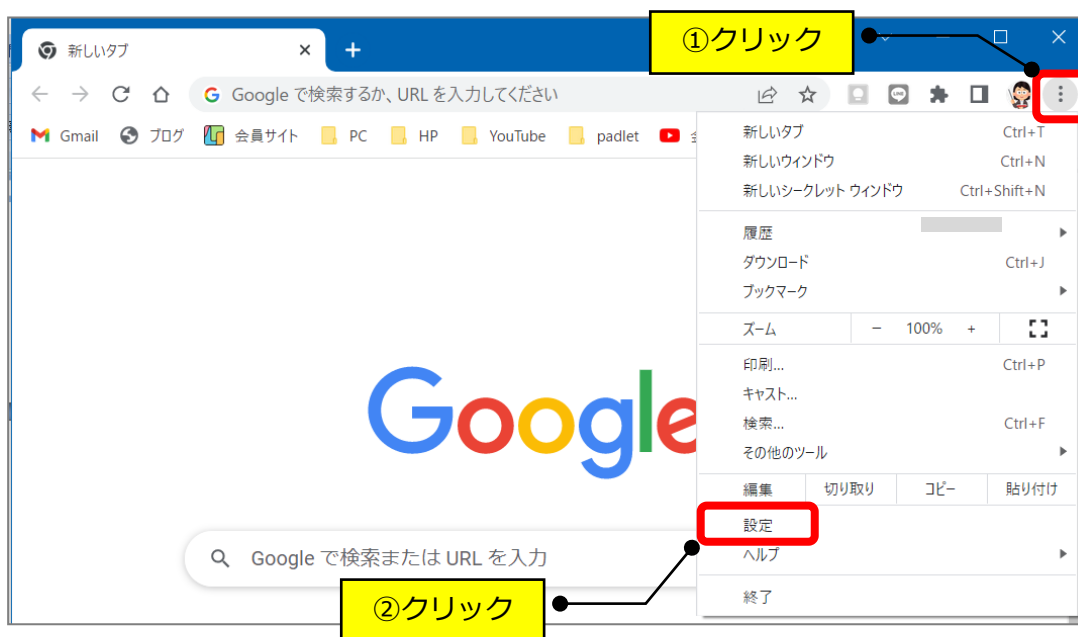 ①クリック
新しいタブ
Google で検索するか、URL を入力してください
Gmail ブログ 会員サイト PC HP YouTube padlet
新しいタブ Ctrl+T
新しいウィンドウ Ctrl+N
新しいシークレット ウィンドウ Ctrl+Shift+N
履歴
ダウンロード Ctrl+J
ブックマーク
ズーム − 100% +
印刷... Ctrl+P
キャスト...
検索... Ctrl+F
その他のツール
編集 切り取り コピー 貼り付け
設定
ヘルプ
終了
Google
Google で検索または URL を入力
②クリック